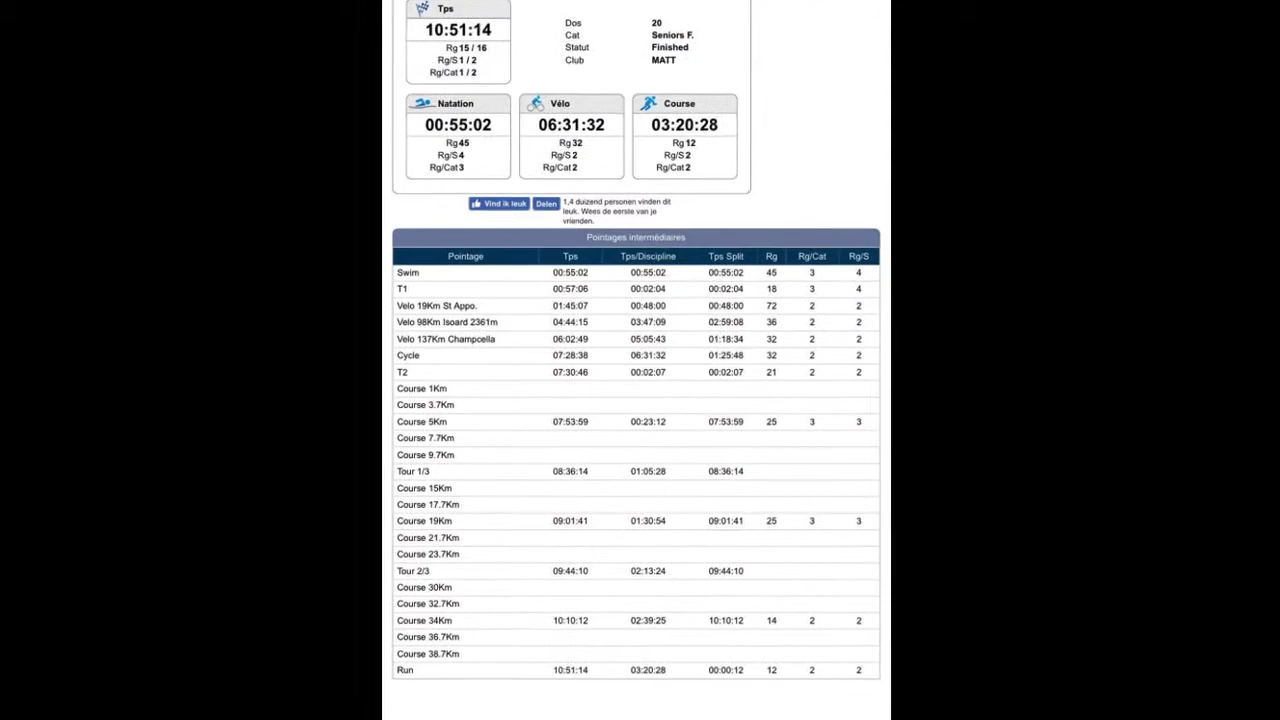 Tps
10:51:14
Rg 15 / 16
Rg/S 1 / 2
Rg/Cat 1 / 2
Dos 20
Cat Seniors F.
Statut Finished
Club MATT
Natation
00:55:02
Rg 45
Rg/S 4
Rg/Cat 3
Vélo
06:31:32
Rg 32
Rg/S 2
Rg/Cat 2
Course
03:20:28
Rg 12
Rg/S 2
Rg/Cat 2
Vind ik leuk Delen
1,4 duizend personen vinden dit
leuk. Wees de eerste van je
vrienden.
Pointages intermédiaires
Pointage Tps Tps/Discipline Tps Split Rg Rg/Cat Rg/S
Swim 00:55:02 00:55:02 00:55:02 45 3 4
T1 00:57:06 00:02:04 00:02:04 18 3 4
Velo 19Km St Appo. 01:45:07 00:48:00 00:48:00 72 2 2
Velo 98Km Isoard 2361m 04:44:15 03:47:09 02:59:08 36 2 2
Velo 137Km Champcella 06:02:49 05:05:43 01:18:34 32 2 2
Cycle 07:28:38 06:31:32 01:25:48 32 2 2
T2 07:30:46 00:02:07 00:02:07 21 2 2
Course 1Km
Course 3.7Km
Course 5Km 07:53:59 00:23:12 07:53:59 25 3 3
Course 7.7Km
Course 9.7Km
Tour 1/3 08:36:14 01:05:28 08:36:14
Course 15Km
Course 17.7Km
Course 19Km 09:01:41 01:30:54 09:01:41 25 3 3
Course 21.7Km
Course 23.7Km
Tour 2/3 09:44:10 02:13:24 09:44:10
Course 30Km
Course 32.7Km
Course 34Km 10:10:12 02:39:25 10:10:12 14 2 2
Course 36.7Km
Course 38.7Km
Run 10:51:14 03:20:28 00:00:12 12 2 2